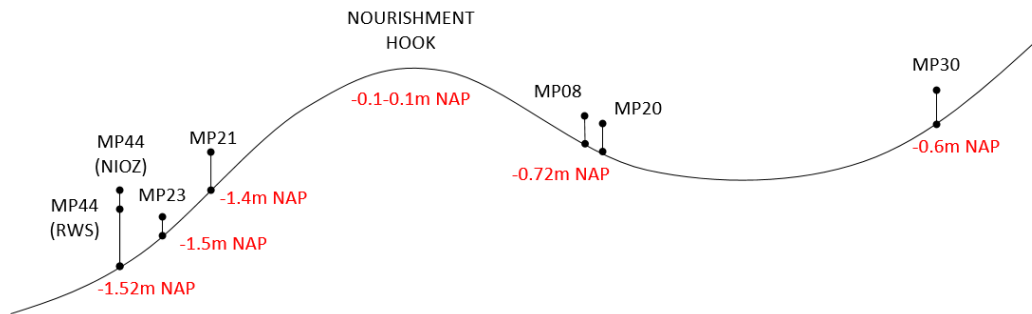 NOURISHMENT
HOOK
-0.1-0.1m NAP
MP30
MP08
MP20
MP44
(NIOZ)
MP21
-0.6m NAP
-0.72m NAP
MP23
-1.4m NAP
MP44
(RWS)
-1.5m NAP
-1.52m NAP